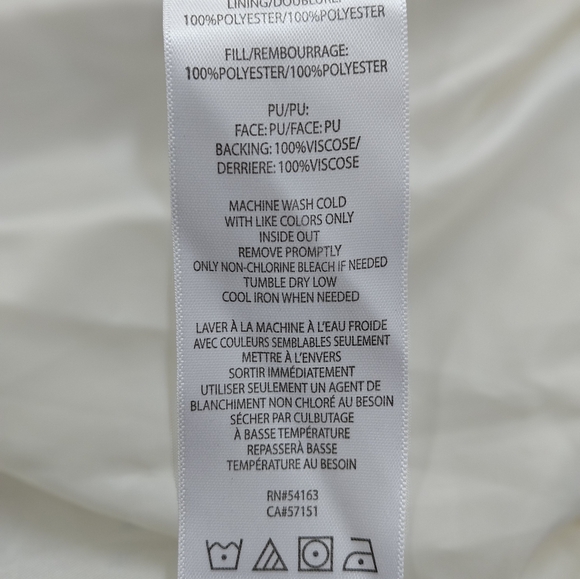 LINING/DOUBLURE:
100%POLYESTER/100%POLYESTER
FILL/REMBOURRAGE:
100%POLYESTER/100%POLYESTER
PU/PU:
FACE: PU/FACE: PU
BACKING: 100%VISCOSE/
DERRIERE: 100%VISCOSE
MACHINE WASH COLD
WITH LIKE COLORS ONLY
INSIDE OUT
REMOVE PROMPTLY
ONLY NON-CHLORINE BLEACH IF NEEDED
TUMBLE DRY LOW
COOL IRON WHEN NEEDED
LAVER À LA MACHINE À L'EAU FROIDE
AVEC COULEURS SEMBLABLES SEULEMENT
METTRE À L'ENVERS
SORTIR IMMÉDIATEMENT
UTILISER SEULEMENT UN AGENT DE
BLANCHIMENT NON CHLORÉ AU BESOIN
SÉCHER PAR CULBUTAGE
À BASSE TEMPÉRATURE
REPASSERÀ BASSE
TEMPÉRATURE AU BESOIN
RN#54163
CA#57151